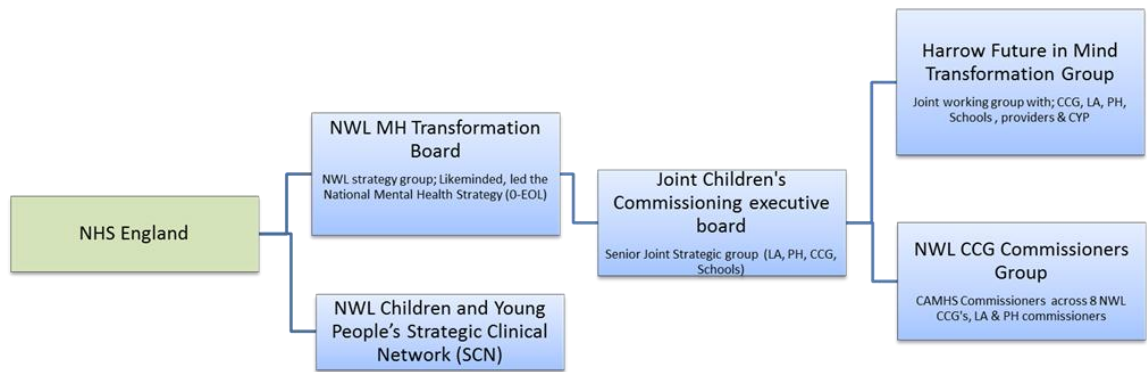 NHS England
NWL MH Transformation
Board
NWL strategy group; Likeminded, led the
National Mental Health Strategy (0-EOL)
NWL Children and Young
People’s Strategic Clinical
Network (SCN)
Joint Children's
Commissioning executive
board
Senior Joint Strategic group (LA, PH, CCG,
Schools)
Harrow Future in Mind
Transformation Group
Joint working group with; CCG, LA, PH,
Schools , providers & CYP
NWL CCG Commissioners
Group
CAMHS Commissioners across 8 NWL
CCG's, LA & PH commissioners